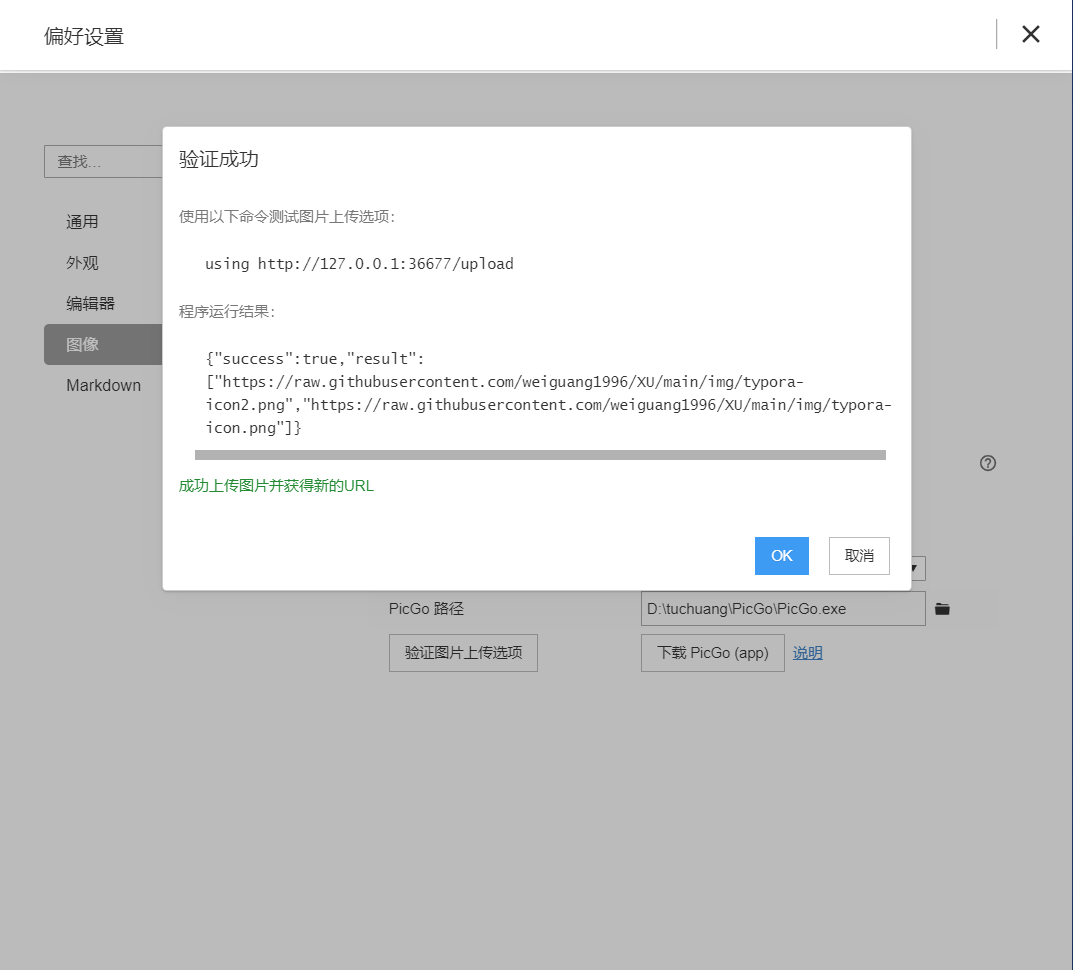 偏好设置
查找...
通用
外观
编辑器
图像
Markdown
验证成功
使用以下命令测试图片上传选项：
using http://127.0.0.1:36677/upload
程序运行结果：
{"success":true,"result":
["https://raw.githubusercontent.com/weiguang1996/XU/main/img/typora-
icon2.png","https://raw.githubusercontent.com/weiguang1996/XU/main/img/typora-
icon.png"]}
成功上传图片并获得新的URL
OK 取消
PicGo 路径 D:\tuchuang\PicGo\PicGo.exe
验证图片上传选项 下载 PicGo (app) 说明